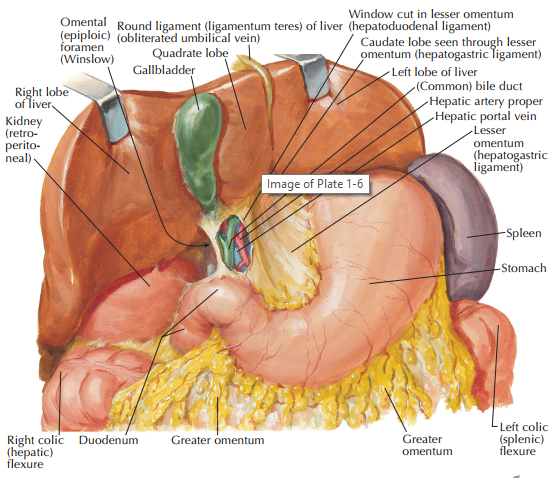 Omental
(epiploic)
foramen
(Winslow)
Round ligament (ligamentum teres) of liver
(obliterated umbilical vein)
Quadrate lobe
Gallbladder
Window cut in lesser omentum
(hepatoduodenal ligament)
Caudate lobe seen through lesser
omentum (hepatogastric ligament)
Left lobe of liver
(Common) bile duct
Hepatic artery proper
Hepatic portal vein
Lesser
omentum
(hepatogastric
ligament)
Right lobe
of liver
Kidney
(retro-
perito-
neal)
Image of Plate 1-6
Spleen
Stomach
Right colic
(hepatic)
flexure
Duodenum
Greater omentum
Greater
omentum
Left colic
(splenic)
flexure